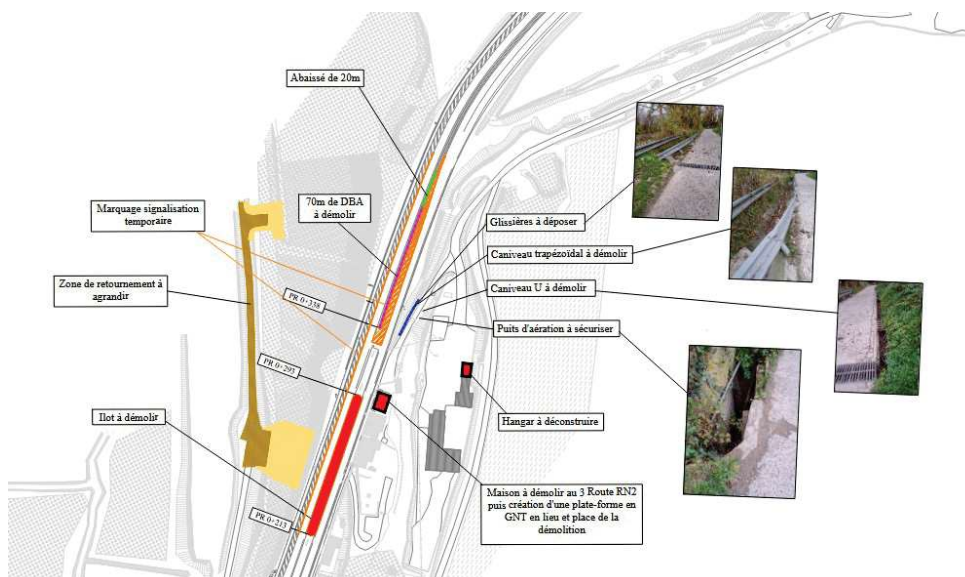 Abaissé de 20m
Marquage signalisation
temporaire
70m de DBA
à démolir
Glissières à déposer
Caniveau trapézoïdal à démolir
Zone de retournement à
agrandir
Caniveau U à démolir
PR 0+338
Puits d'aération à sécuriser
PR 0+295
Ilot à démolir
Hangar à déconstruire
Maison à démolir au 3 Route RN2
puis création d'une plate-forme en
GNT en lieu et place de la
démolition
PR 0+213